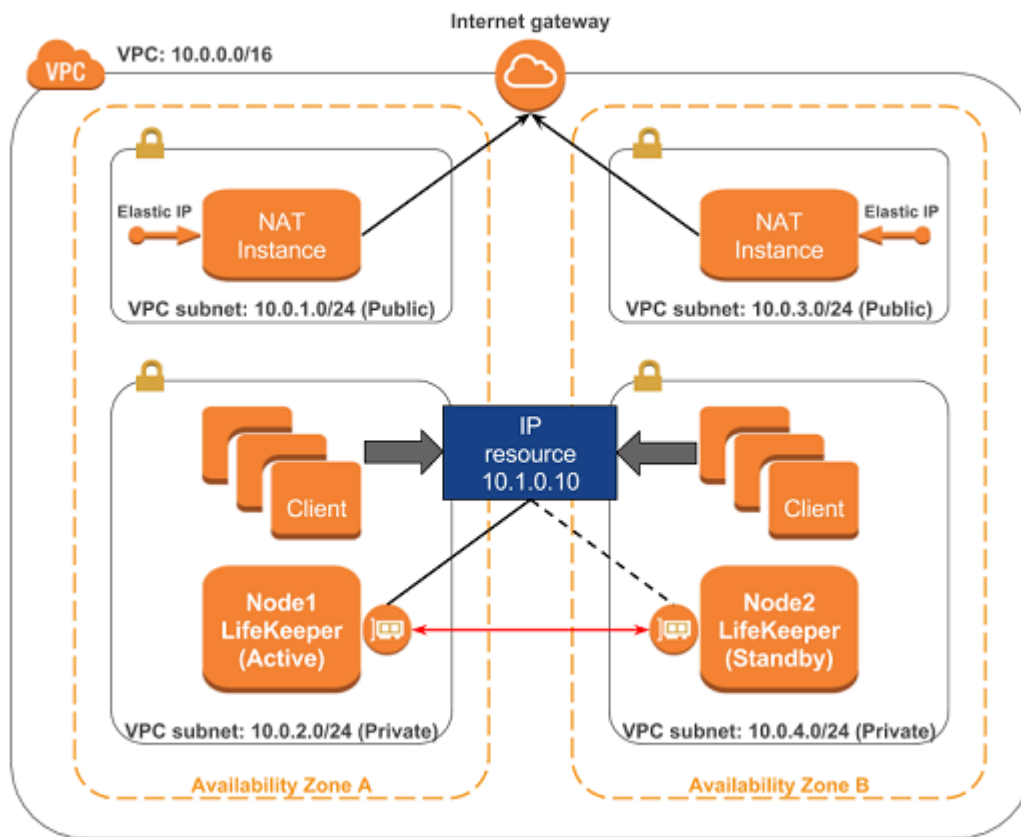 Internet gateway
VPC
VPC: 10.0.0.0/16
Elastic IP
NAT
Instance
VPC subnet: 10.0.1.0/24 (Public)
NAT
Instance
Elastic IP
VPC subnet: 10.0.3.0/24 (Public)
Client
IP
resource
10.1.0.10
Client
Node1
LifeKeeper
(Active)
VPC subnet: 10.0.2.0/24 (Private)
Node2
LifeKeeper
(Standby)
VPC subnet: 10.0.4.0/24 (Private)
Availability Zone A
Availability Zone B